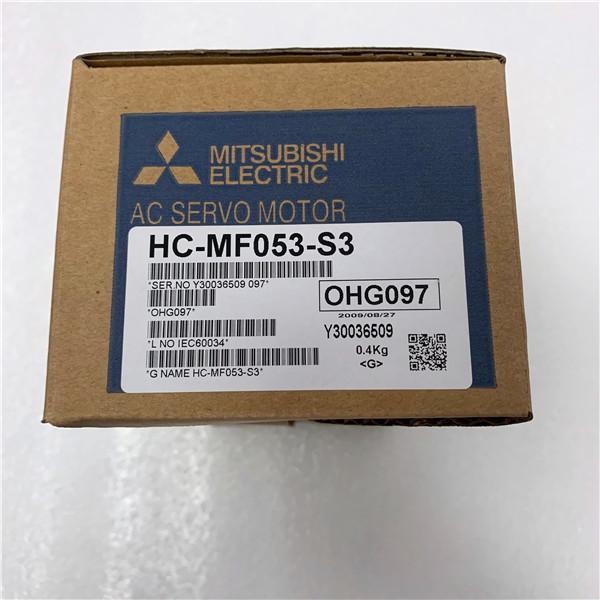 MITSUBISHI
ELECTRIC
AC SERVO MOTOR
HC-MF053-S3
*SER.NO Y30036509 097*
OHG097
*OHG097*
2009/08/27
Y30036509
*L NO IEC60034*
0.4Kg
*G NAME HC-MF053-S3*
<G>